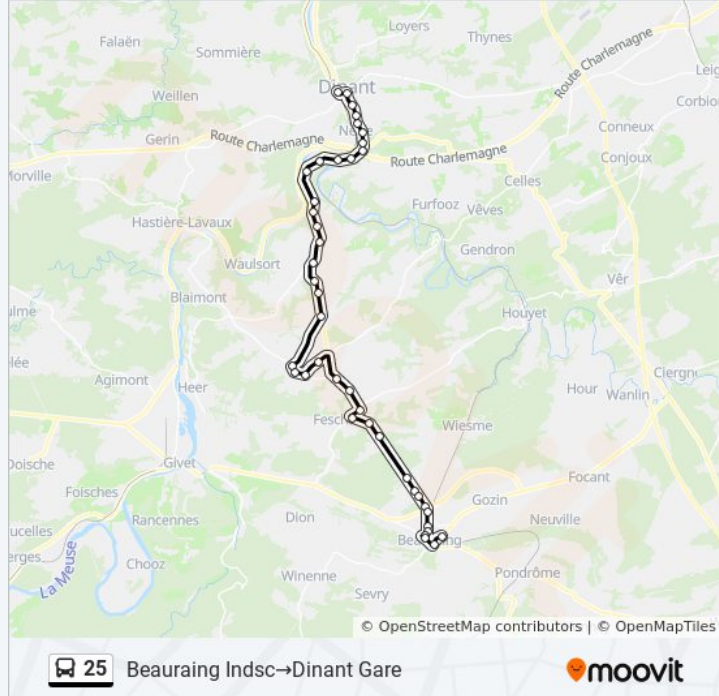 Loyers
Falaën
Thynes
Sommière
Route Charlemagne
Leig
Dinant
Weillen
Corbio
Conneux
Gerin
Route Charlemagne
Route Charlemagne
Conjoux
Morville
Celles
Furfooz
Vêves
Hastière-Lavaux
Gendron
Waulsort
Vêr
Blaimont
Houyet
Agimont
Heer
Ciergn
Hour
Wanlin
Wiesme
Doische
Givet
Focant
Foisches
Gozin
Rancennes
Dion
Neuville
Chooz
La Meuse
Winenne
Pondrôme
Sevry
© OpenStreetMap contributors | © OpenMapTiles
25 Beauraing Indsc→Dinant Gare
moovit